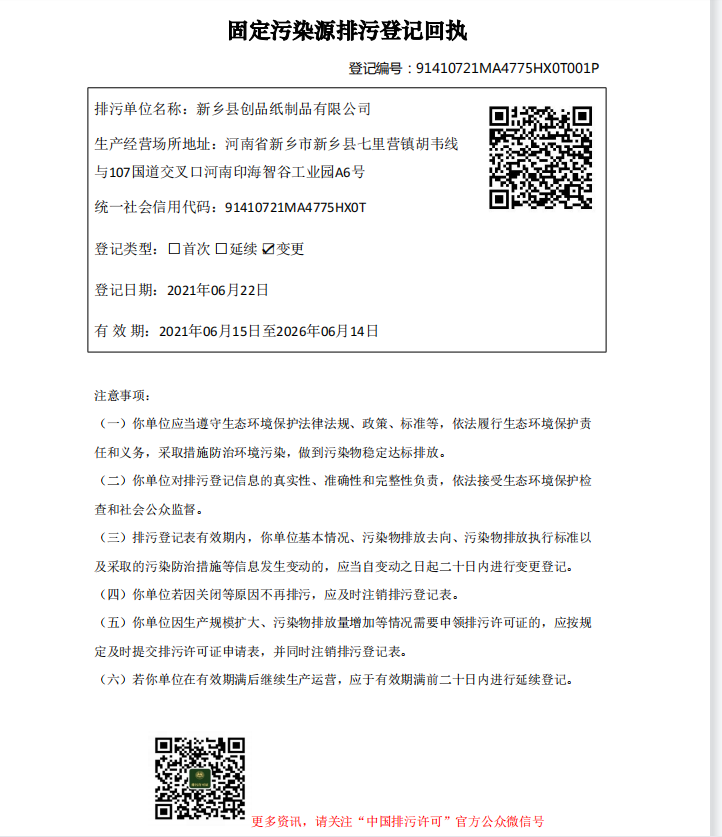 固定污染源排污登记回执
登记编号：91410721MA4775HX0T001P
排污单位名称：新乡县创品纸制品有限公司
生产经营场所地址：河南省新乡市新乡县七里营镇胡韦线
与107国道交叉口河南印海智谷工业园A6号
统一社会信用代码：91410721MA4775HX0T
登记类型：☐首次 ☐延续 ☑变更
登记日期：2021年06月22日
有 效 期：2021年06月15日至2026年06月14日
注意事项：
（一）你单位应当遵守生态环境保护法律法规、政策、标准等，依法履行生态环境保护责
任和义务，采取措施防治环境污染，做到污染物稳定达标排放。
（二）你单位对排污登记信息的真实性、准确性和完整性负责，依法接受生态环境保护检
查和社会公众监督。
（三）排污登记表有效期内，你单位基本情况、污染物排放去向、污染物排放执行标准以
及采取的污染防治措施等信息发生变动的，应当自变动之日起二十日内进行变更登记。
（四）你单位若因关闭等原因不再排污，应及时注销排污登记表。
（五）你单位因生产规模扩大、污染物排放量增加等情况需要申领排污许可证的，应按规
定及时提交排污许可证申请表，并同时注销排污登记表。
（六）若你单位在有效期满后继续生产运营，应于有效期满前二十日内进行延续登记。
更多资讯，请关注“中国排污许可”官方公众微信号